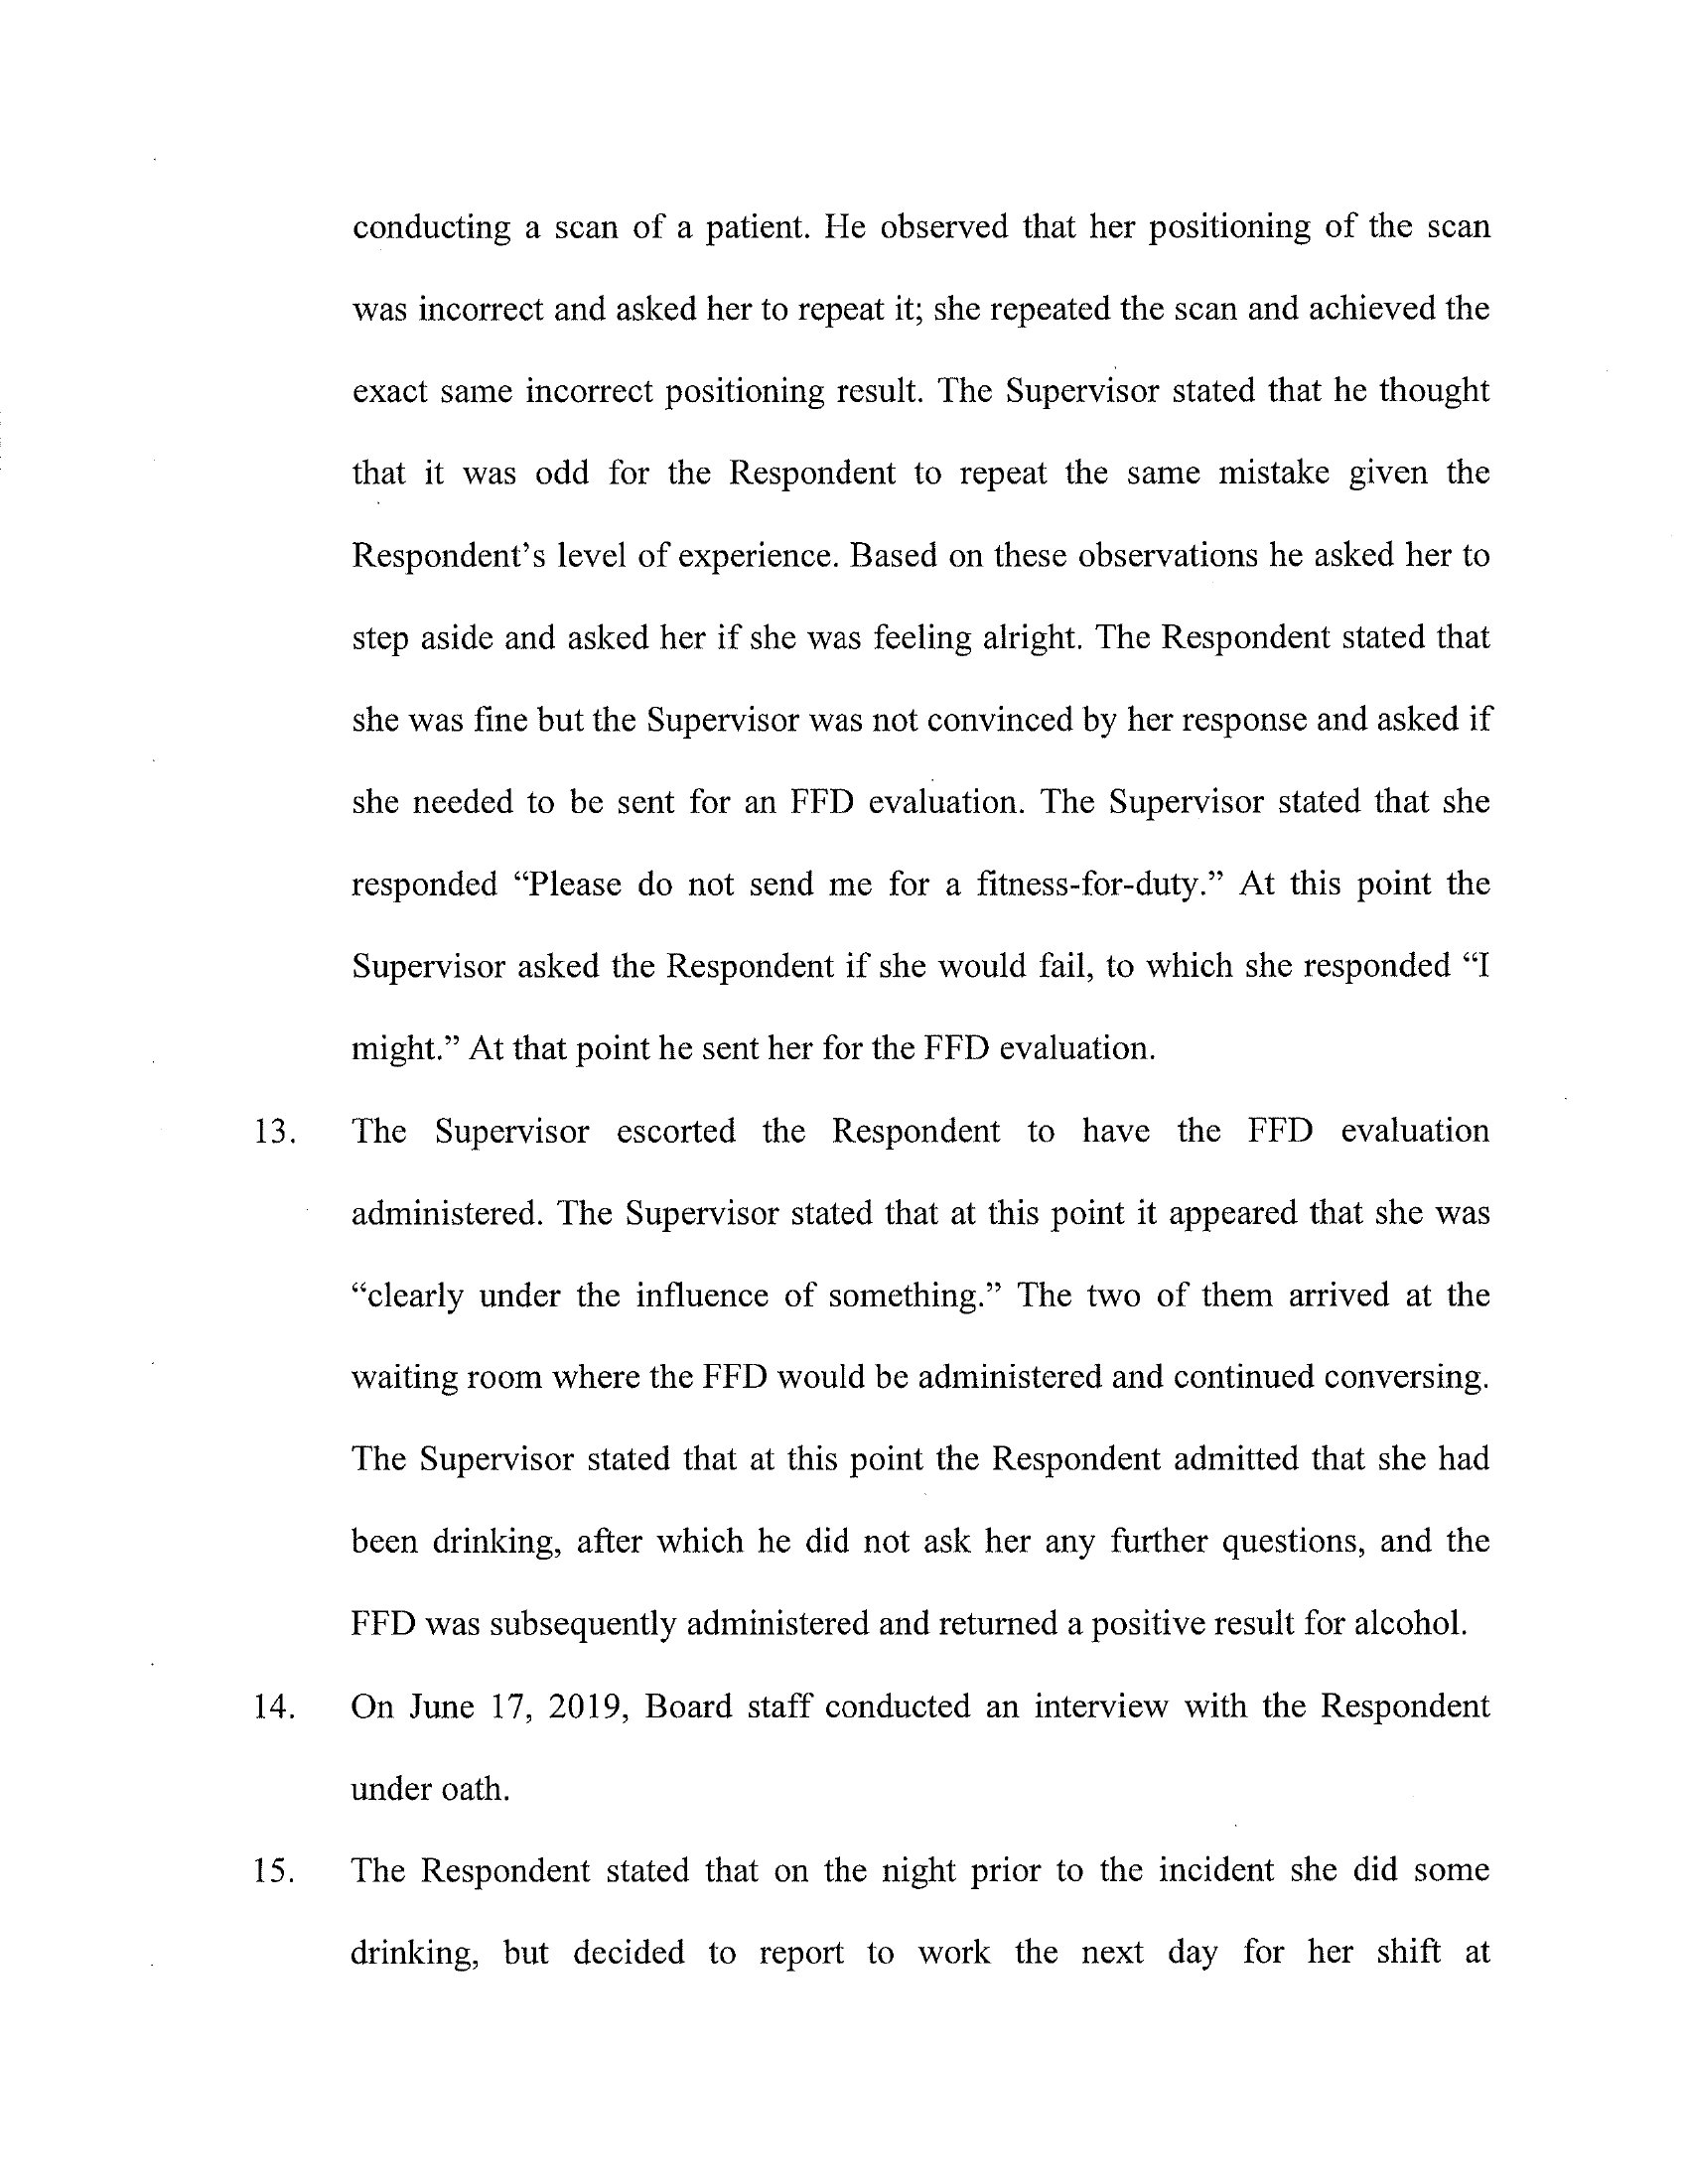 conducting a scan of a patient. He observed that her positioning of the scan
was incorrect and asked her to repeat it; she repeated the scan and achieved the
exact same incorrect positioning result. The Supervisor stated that he thought
that it was odd for the Respondent to repeat the same mistake given the
Respondent’s level of experience. Based on these observations he asked her to
step aside and asked her if she was feeling alright. The Respondent stated that
she was fine but the Supervisor was not convinced by her response and asked if
she needed to be sent for an FFD evaluation. The Supervisor stated that she
responded “Please do not send me for a fitness-for-duty.” At this point the
Supervisor asked the Respondent if she would fail, to which she responded “I
might.” At that point he sent her for the FFD evaluation.
13. The Supervisor escorted the Respondent to have the FFD evaluation
administered. The Supervisor stated that at this point it appeared that she was
“clearly under the influence of something.” The two of them arrived at the
waiting room where the FFD would be administered and continued conversing.
The Supervisor stated that at this point the Respondent admitted that she had
been drinking, after which he did not ask her any further questions, and the
FFD was subsequently administered and returned a positive result for alcohol.
14. On June 17, 2019, Board staff conducted an interview with the Respondent
under oath.
15. The Respondent stated that on the night prior to the incident she did some
drinking, but decided to report to work the next day for her shift at